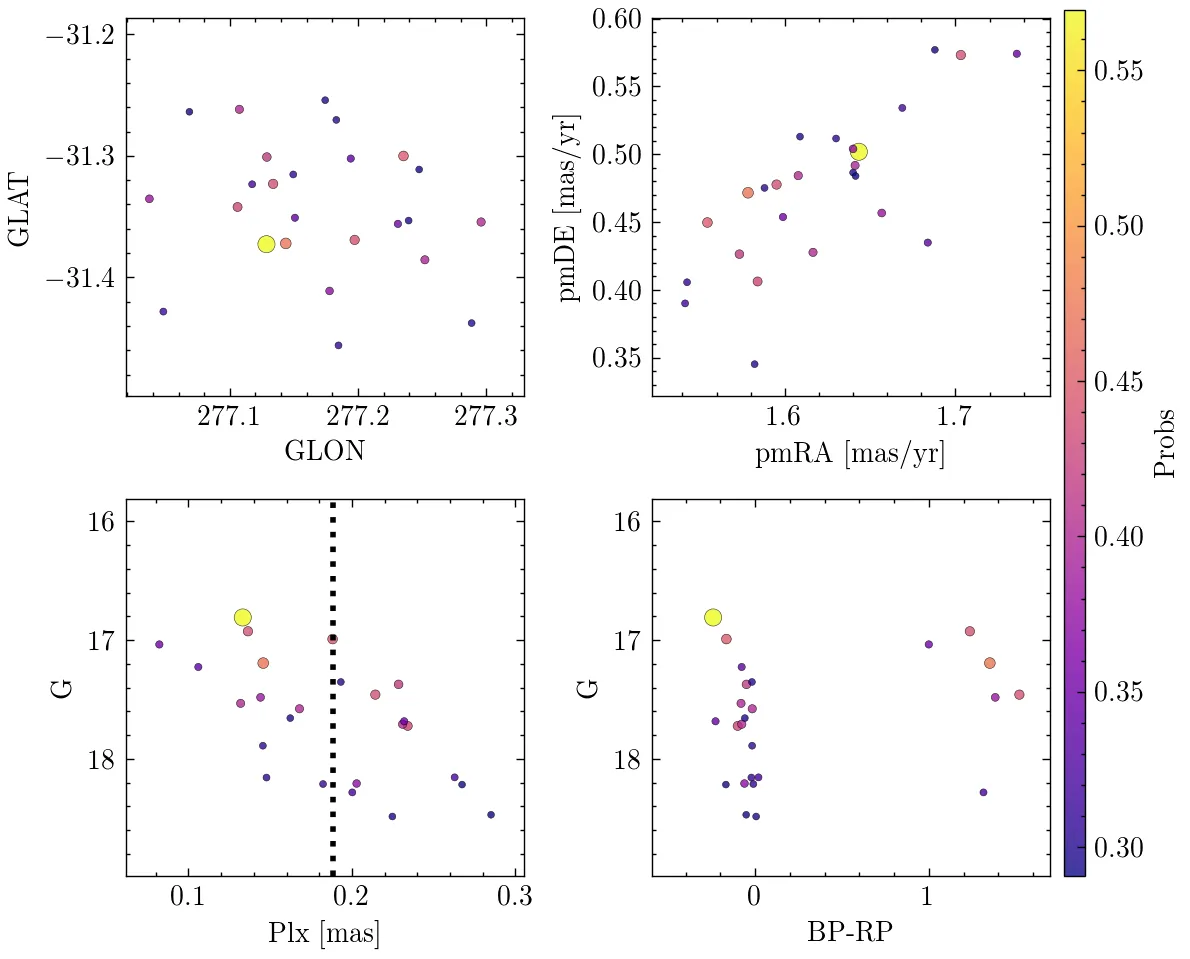 −31.2
−31.3
−31.4
GLAT
277.1 277.2 277.3
GLON
0.60
0.55
0.50
0.45
0.40
0.35
pmDE [mas/yr]
1.6 1.7
pmRA [mas/yr]
16
17
18
G
0.1 0.2 0.3
Plx [mas]
16
17
18
G
0 1
BP-RP
0.55
0.50
0.45
0.40
0.35
0.30
Probs